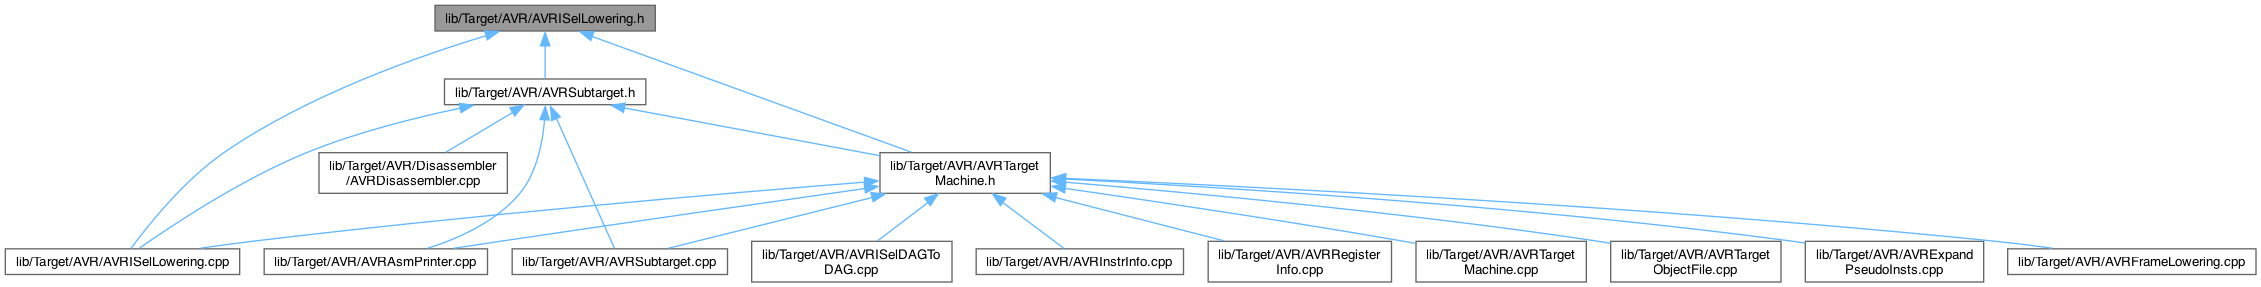 lib/Target/AVR/AVRISelLowering.h
lib/Target/AVR/AVRSubtarget.h
lib/Target/AVR/Disassembler
/AVRDisassembler.cpp
lib/Target/AVR/AVRTarget
Machine.h
lib/Target/AVR/AVRISelLowering.cpp
lib/Target/AVR/AVRAsmPrinter.cpp
lib/Target/AVR/AVRSubtarget.cpp
lib/Target/AVR/AVRISelDAGTo
DAG.cpp
lib/Target/AVR/AVRInstrInfo.cpp
lib/Target/AVR/AVRRegister
Info.cpp
lib/Target/AVR/AVRTarget
Machine.cpp
lib/Target/AVR/AVRTarget
ObjectFile.cpp
lib/Target/AVR/AVRExpand
PseudoInsts.cpp
lib/Target/AVR/AVRFrameLowering.cpp